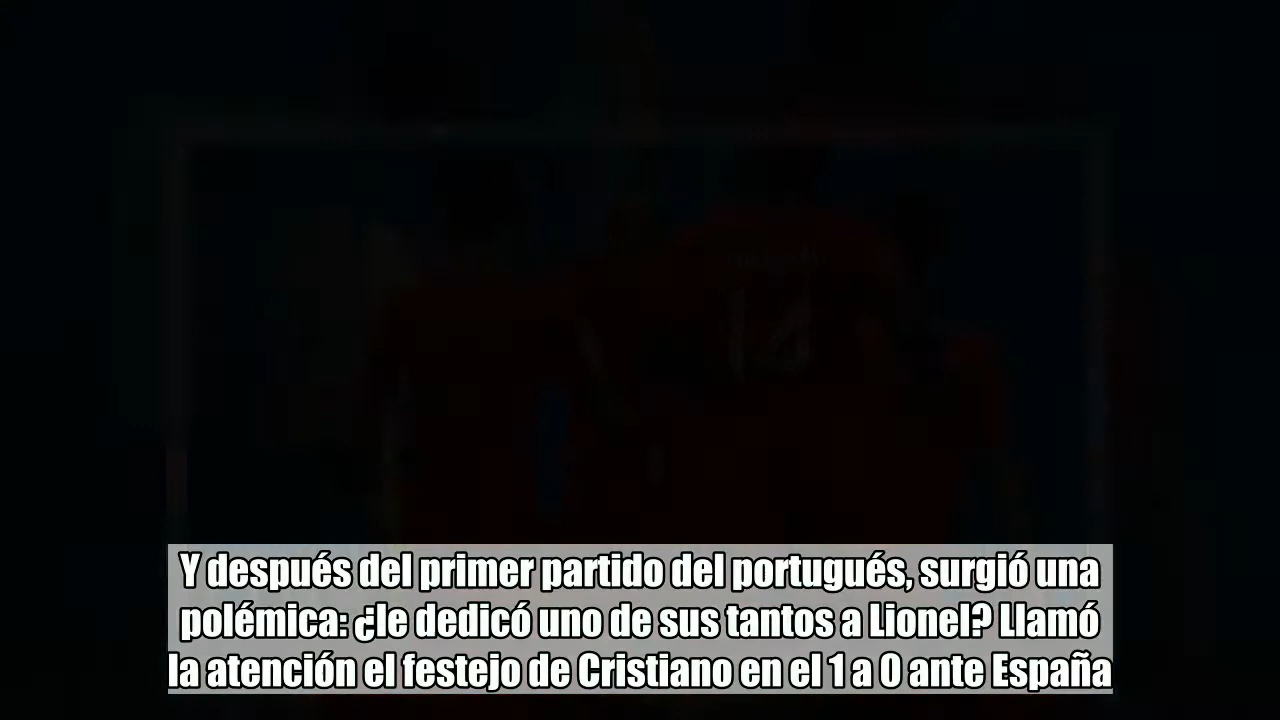 Y después del primer partido del portugués, surgió una
polémica: ¿le dedicó uno de sus tantos a Lionel? Llamó
la atención el festejo de Cristiano en el 1 a 0 ante España
14